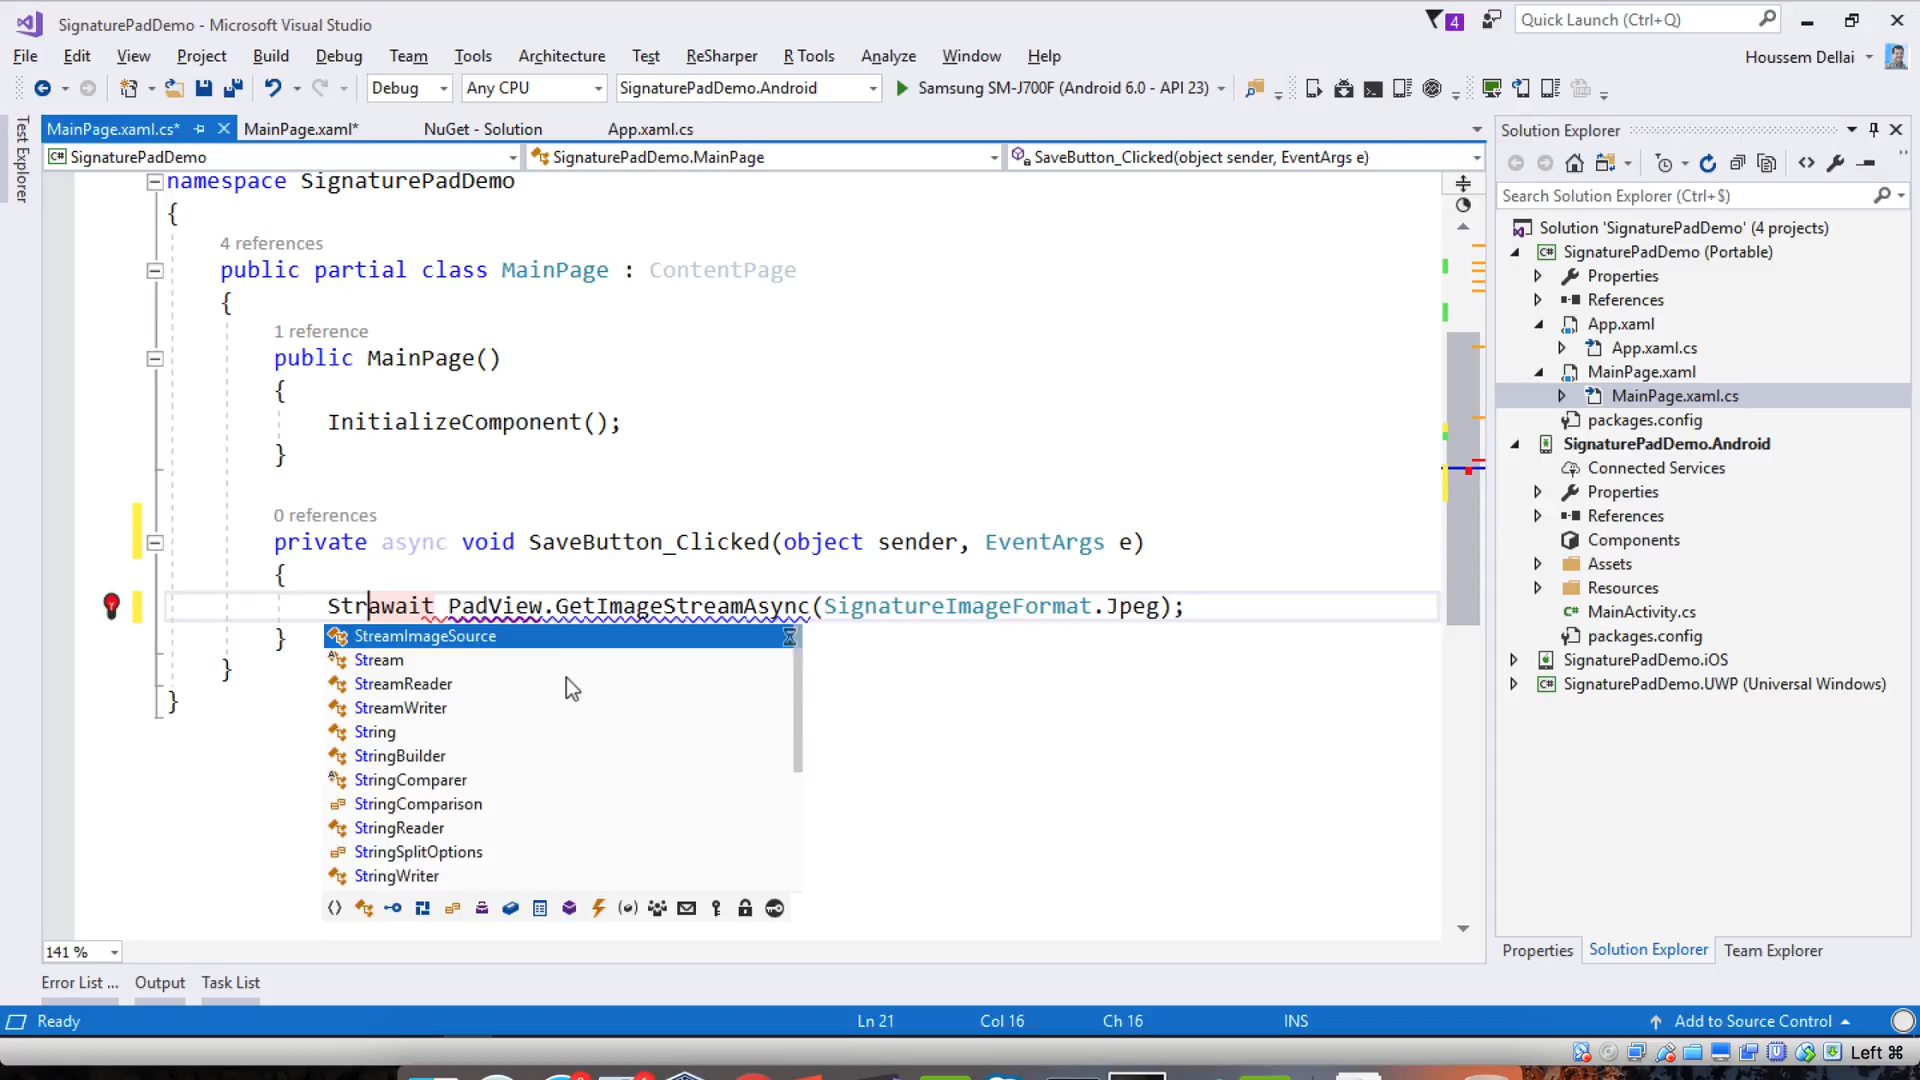 SignaturePadDemo - Microsoft Visual Studio
4
Quick Launch (Ctrl+Q)
File Edit View Project Build Debug Team Tools Architecture Test ReSharper R Tools Analyze Window Help
Houssem Dellai
Debug Any CPU SignaturePadDemo.Android Samsung SM-J700F (Android 6.0 - API 23)
Test Explorer
MainPage.xaml.cs* MainPage.xaml* NuGet - Solution App.xaml.cs
C# SignaturePadDemo SignaturePadDemo.MainPage SaveButton_Clicked(object sender, EventArgs e)
namespace SignaturePadDemo
{
4 references
public partial class MainPage : ContentPage
{
1 reference
public MainPage()
{
InitializeComponent();
}
0 references
private async void SaveButton_Clicked(object sender, EventArgs e)
{
Strawait PadView.GetImageStreamAsync(SignatureImageFormat.Jpeg);
}
}
}
StreamImageSource
Stream
StreamReader
StreamWriter
String
StringBuilder
StringComparer
StringComparison
StringReader
StringSplitOptions
StringWriter
141 %
Solution Explorer
Search Solution Explorer (Ctrl+$)
Solution 'SignaturePadDemo' (4 projects)
C# SignaturePadDemo (Portable)
Properties
References
App.xaml
App.xaml.cs
MainPage.xaml
MainPage.xaml.cs
packages.config
SignaturePadDemo.Android
Connected Services
Properties
References
Components
Assets
Resources
C# MainActivity.cs
packages.config
SignaturePadDemo.iOS
C# SignaturePadDemo.UWP (Universal Windows)
Properties Solution Explorer Team Explorer
Error List ... Output Task List
Ready Ln 21 Col 16 Ch 16 INS Add to Source Control
Left ⌘